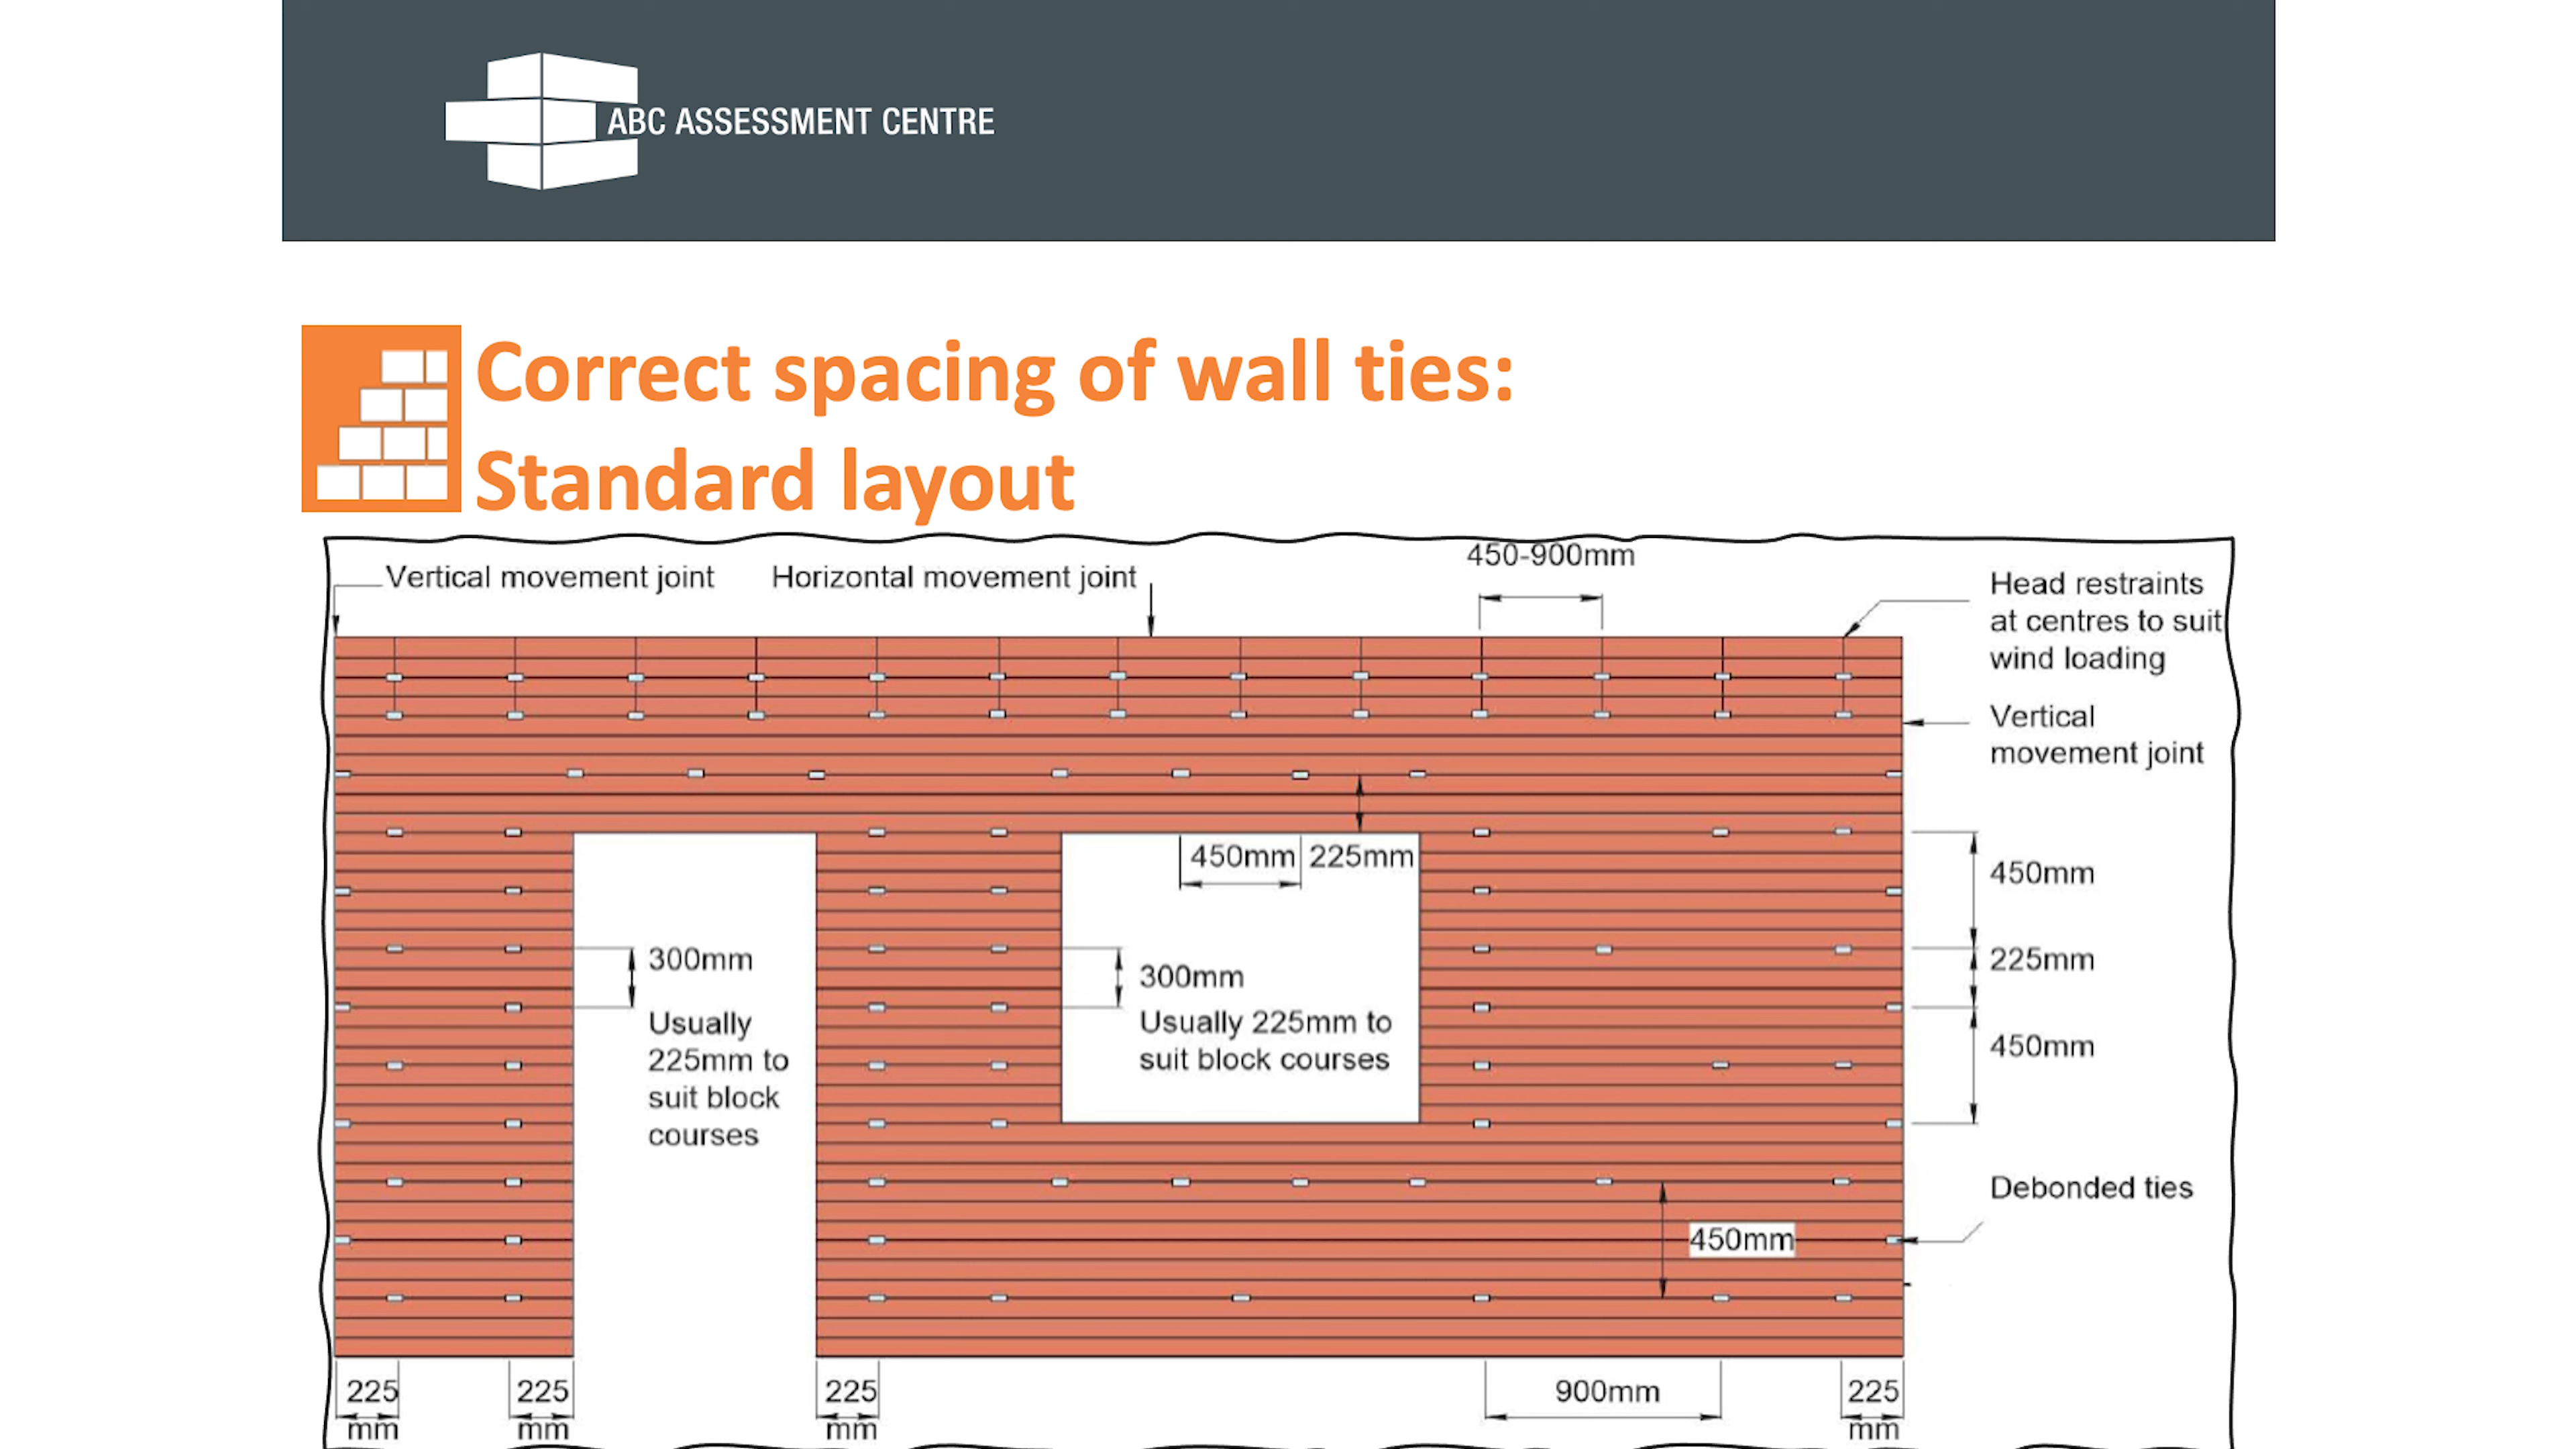 ABC ASSESSMENT CENTRE
Correct spacing of wall ties:
Standard layout
450-900mm
Vertical movement joint
Horizontal movement joint
Head restraints
at centres to suit
wind loading
Vertical
movement joint
450mm
225mm
450mm
300mm
Usually
225mm to
suit block
courses
300mm
Usually 225mm to
suit block courses
225mm
450mm
Debonded ties
450mm
225
mm
225
mm
225
mm
900mm
225
mm